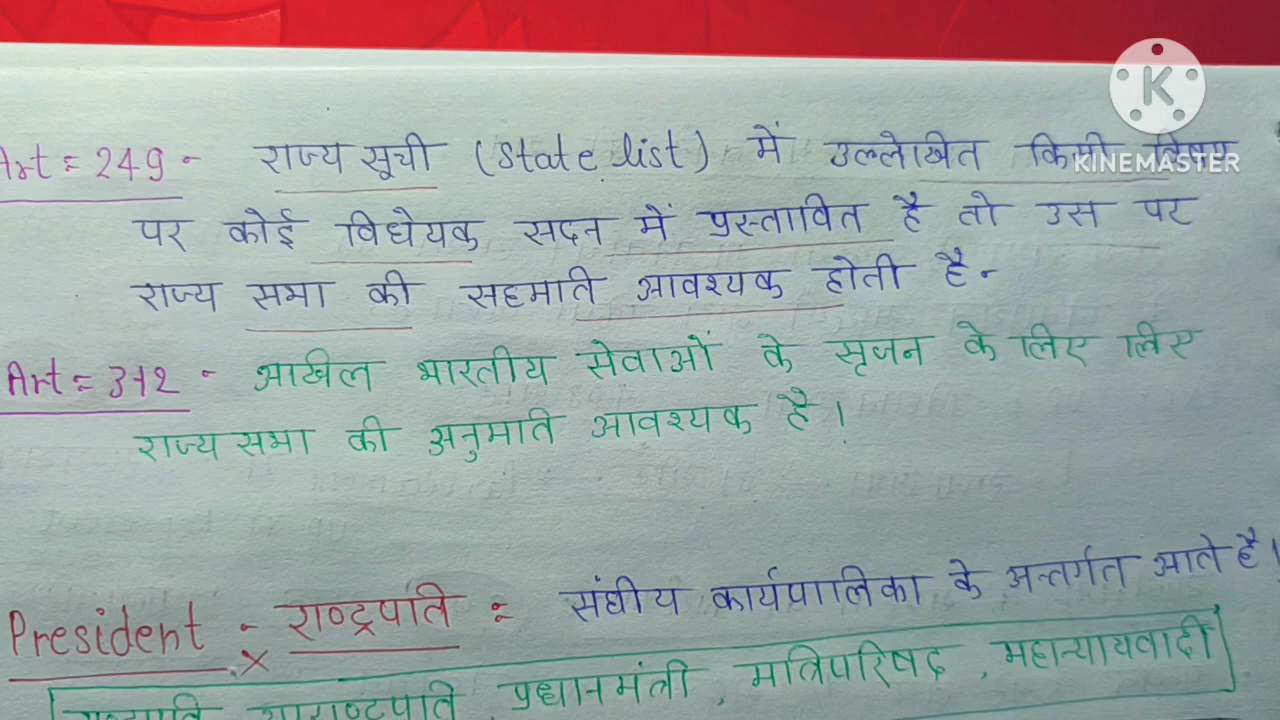 K
KINEMASTER
Art = 249 - राज्य सूची (State list) में उल्लेखित किसी विषय
पर कोई विधेयक सदन में प्रस्तावित है तो उस पर
राज्य सभा की सहमति आवश्यक होती है.
Art = 312 - अखिल भारतीय सेवाओं के सृजन के लिए लिए
राज्य सभा की अनुमति आवश्यक है।
President - राष्ट्रपति : संघीय कार्यपालिका के अन्तर्गत आते है।
उपराष्ट्रपति, प्रधानमंत्री, मंत्रिपरिषद, महान्यायवादी